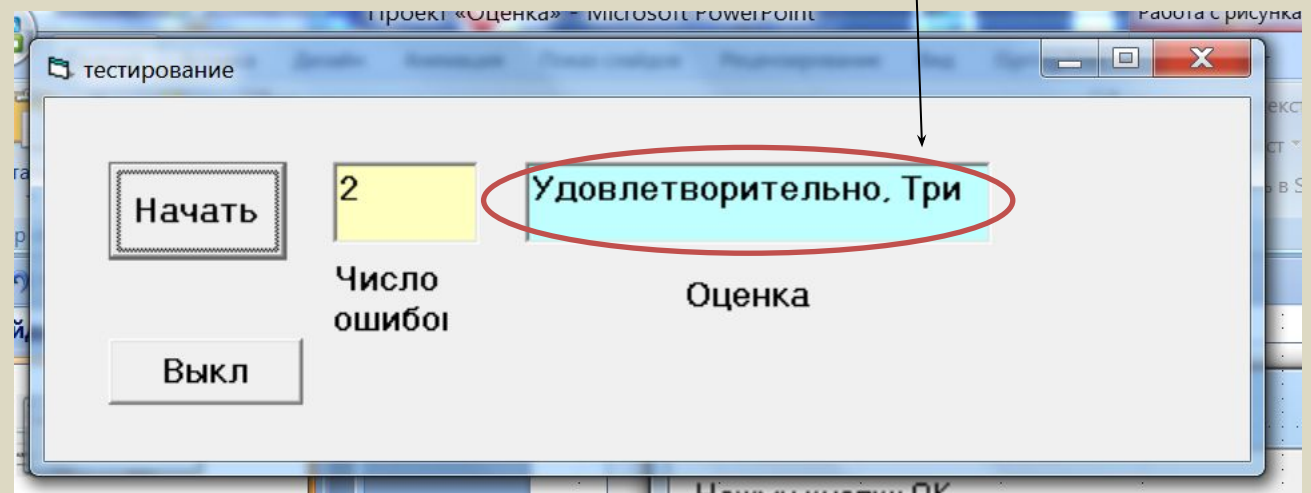 Проект «Оценка» - Microsoft PowerPoint
Работа с рисунка
тестирование
Начать
2
Удовлетворительно, Три
Число
ошибо
Оценка
Выкл